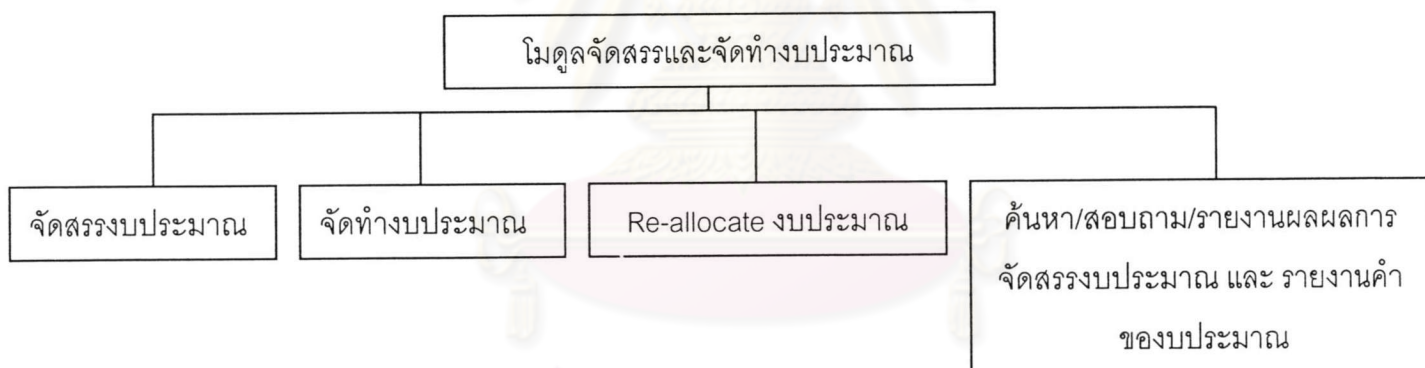 โมดูลจัดสรรและจัดทำงบประมาณ
จัดสรรงบประมาณ
จัดทำงบประมาณ
Re-allocate งบประมาณ
ค้นหา/สอบถาม/รายงานผลผลการ
จัดสรรงบประมาณ และ รายงานคำ
ของบประมาณ